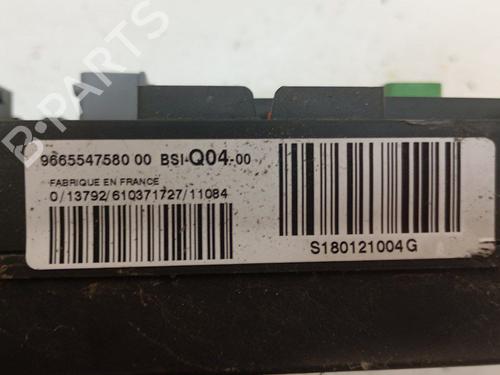 B-PARTS
9665547580 00 BSI-Q04-00
FABRIQUE EN FRANCE
0/13792/610371727/11084
S180121004G